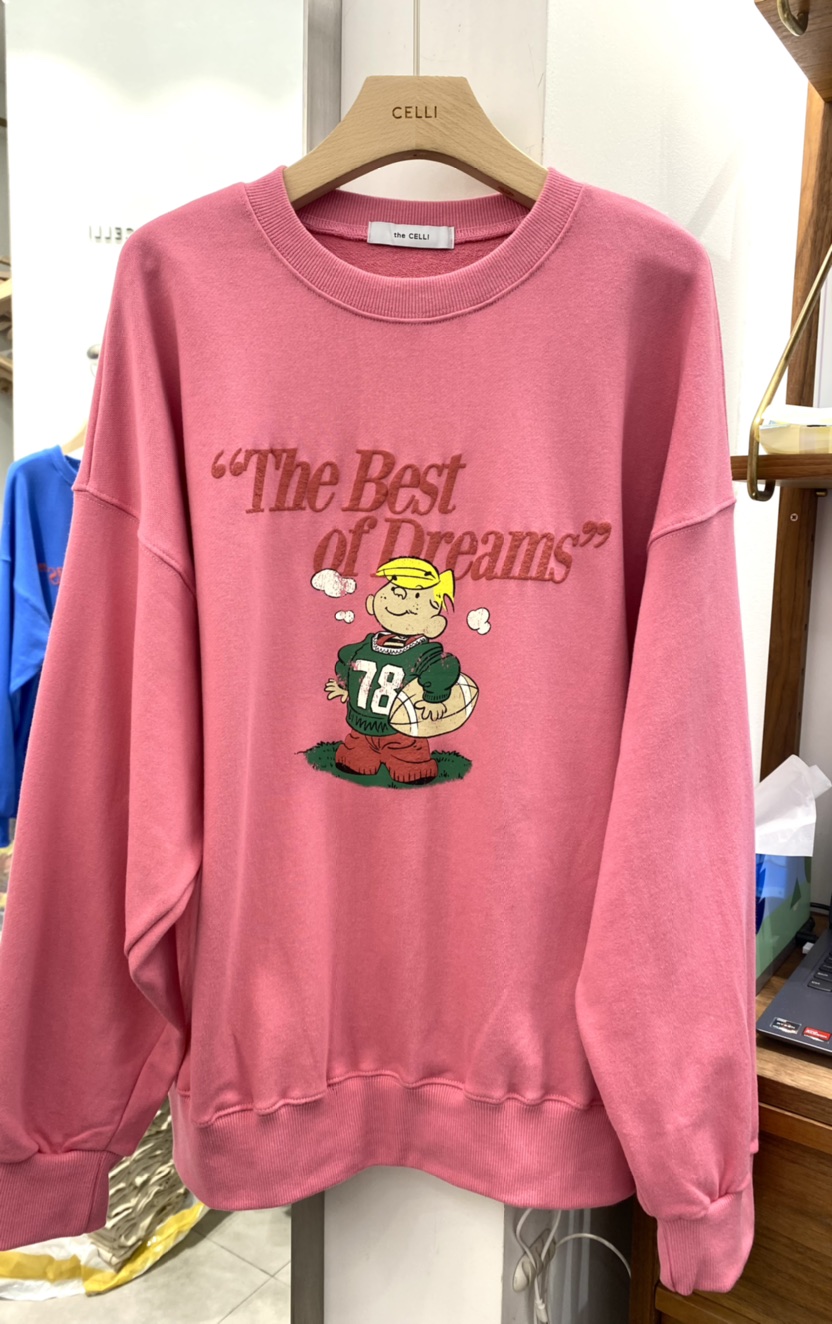 CELLI
the CELLI
“The Best
of Dreams”
78